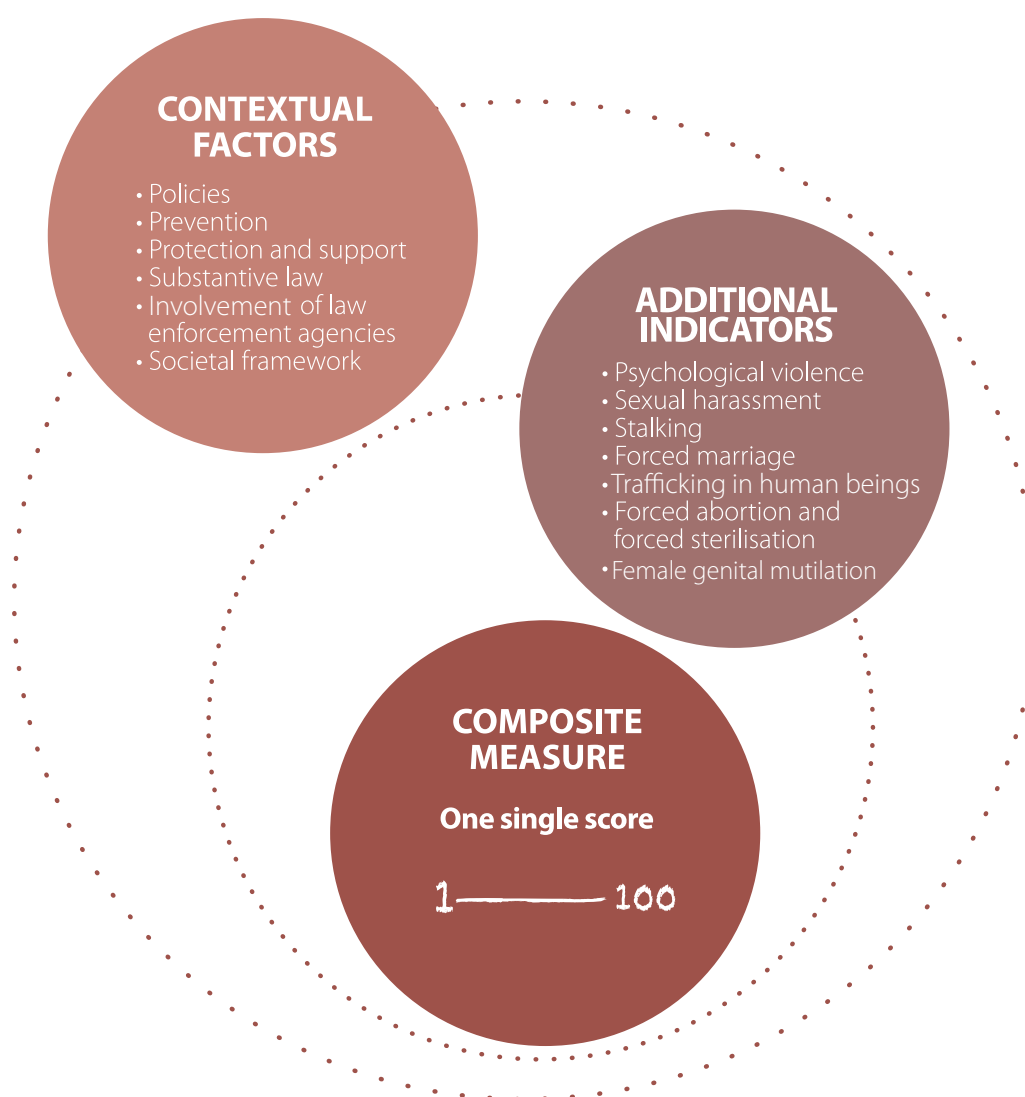 CONTEXTUAL
FACTORS
• Policies
• Prevention
• Protection and support
• Substantive law
• Involvement of law
enforcement agencies
• Societal framework
ADDITIONAL
INDICATORS
• Psychological violence
• Sexual harassment
• Stalking
• Forced marriage
• Trafficking in human beings
• Forced abortion and
forced sterilisation
• Female genital mutilation
COMPOSITE
MEASURE
One single score
1 100